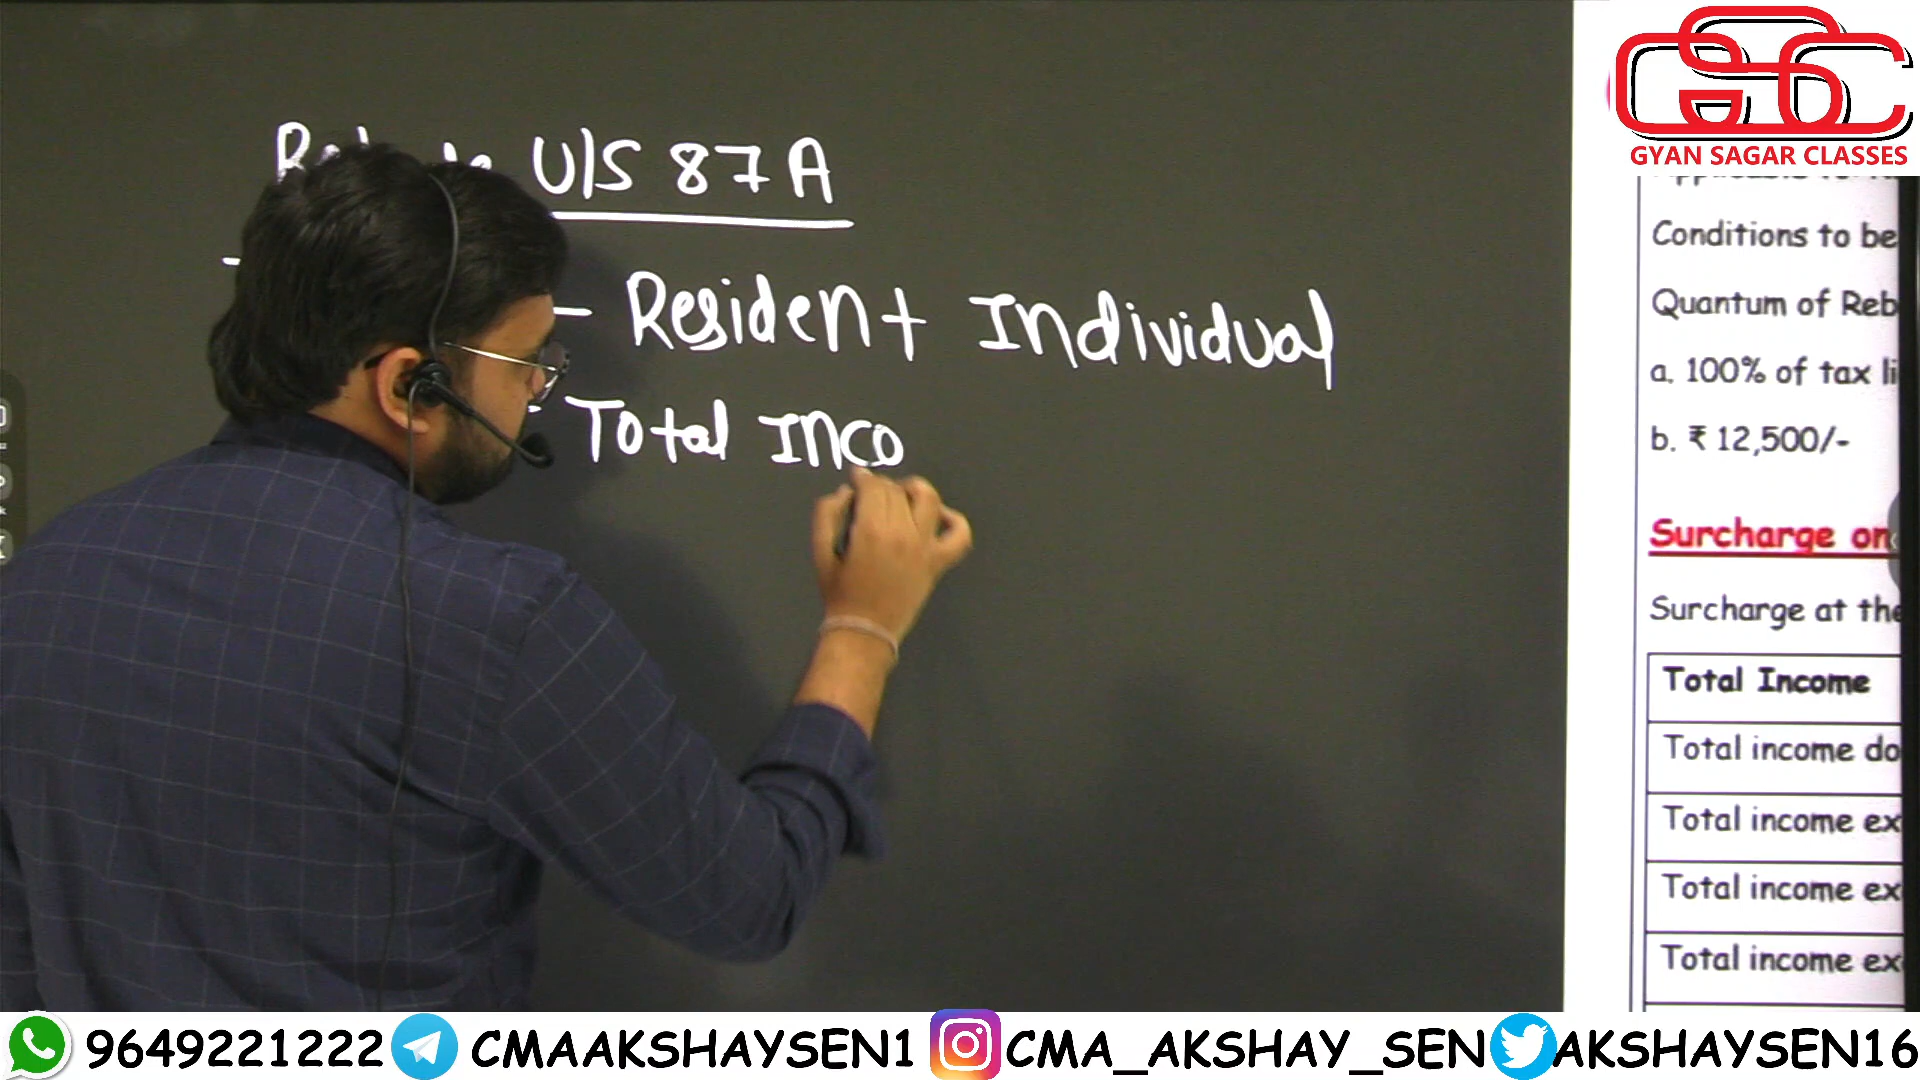 U/S 87A
- Resident Individual
- Total Inco
GSC
GYAN SAGAR CLASSES
Conditions to be
Quantum of Reb
a. 100% of tax li
b. ₹ 12,500/-
Surcharge on
Surcharge at the
Total Income
Total income do
Total income ex
Total income ex
Total income ex
9649221222 CMAAKSHAYSEN1 CMA_AKSHAY_SEN AKSHAYSEN16